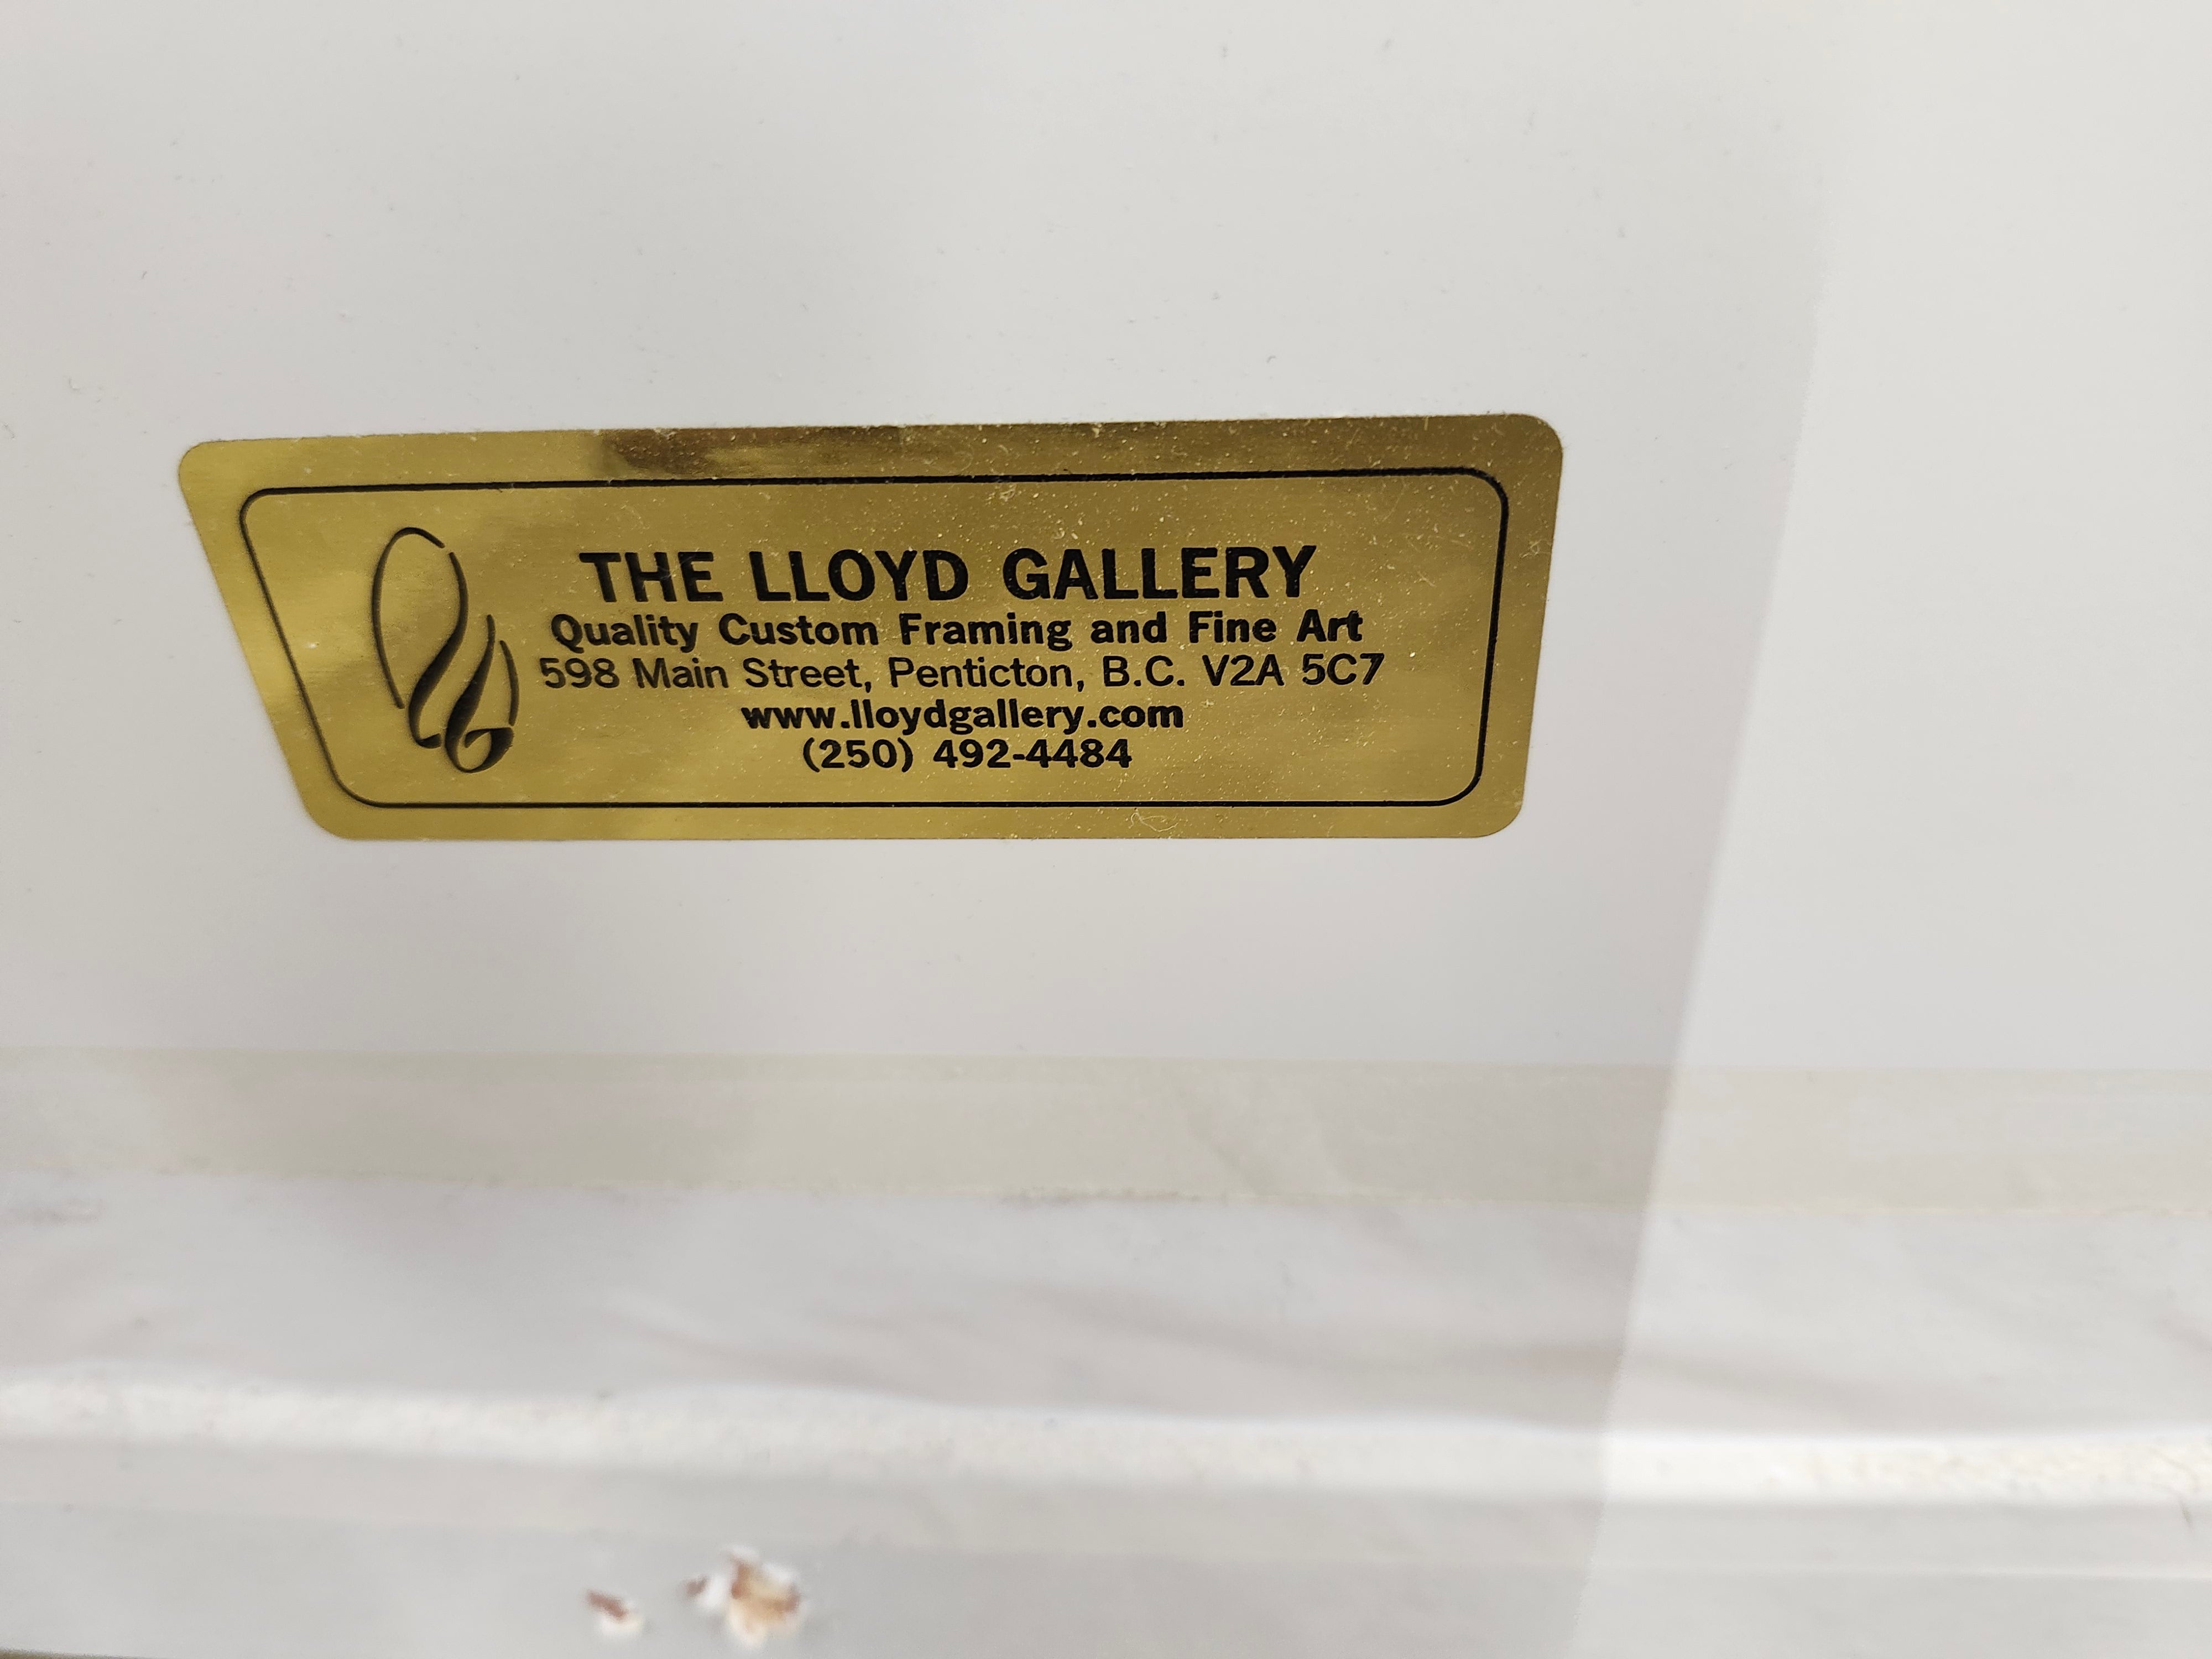 THE LLOYD GALLERY
Quality Custom Framing and Fine Art
598 Main Street, Penticton, B.C. V2A 5C7
www.lloydgallery.com
(250) 492-4484